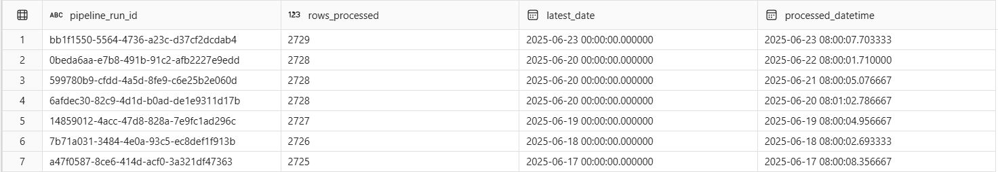 ABC pipeline_run_id 123 rows_processed latest_date processed_datetime
1 bb1f1550-5564-4736-a23c-d37cf2dcdab4 2729 2025-06-23 00:00:00.000000 2025-06-23 08:00:07.703333
2 0beda6aa-e7b8-491b-91c2-afb2227e9edd 2728 2025-06-20 00:00:00.000000 2025-06-22 08:00:01.710000
3 599780b9-cfdd-4a5d-8fe9-c6e25b2e060d 2728 2025-06-20 00:00:00.000000 2025-06-21 08:00:05.076667
4 6afdec30-82c9-4d1d-b0ad-de1e9311d17b 2728 2025-06-20 00:00:00.000000 2025-06-20 08:01:02.786667
5 14859012-4acc-47d8-828a-7e9fc1ad296c 2727 2025-06-19 00:00:00.000000 2025-06-19 08:00:04.956667
6 7b71a031-3484-4e0a-93c5-ec8def1f913b 2726 2025-06-18 00:00:00.000000 2025-06-18 08:00:02.693333
7 a47f0587-8ce6-414d-acf0-3a321df47363 2725 2025-06-17 00:00:00.000000 2025-06-17 08:00:08.356667